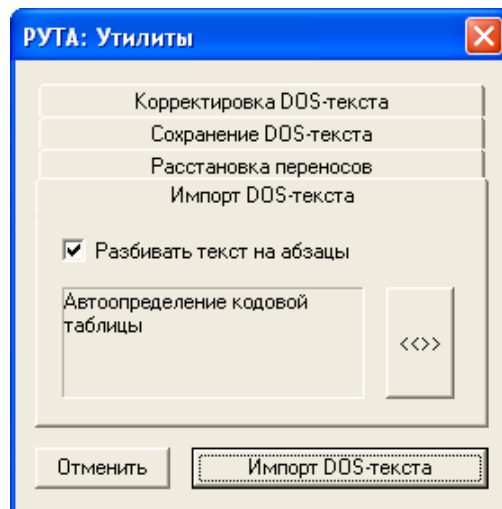 РУТА: Утилиты
Корректировка DOS-текста
Сохранение DOS-текста
Расстановка переносов
Импорт DOS-текста
Разбивать текст на абзацы
Автоопределение кодовой
таблицы
<<>>
Отменить
Импорт DOS-текста